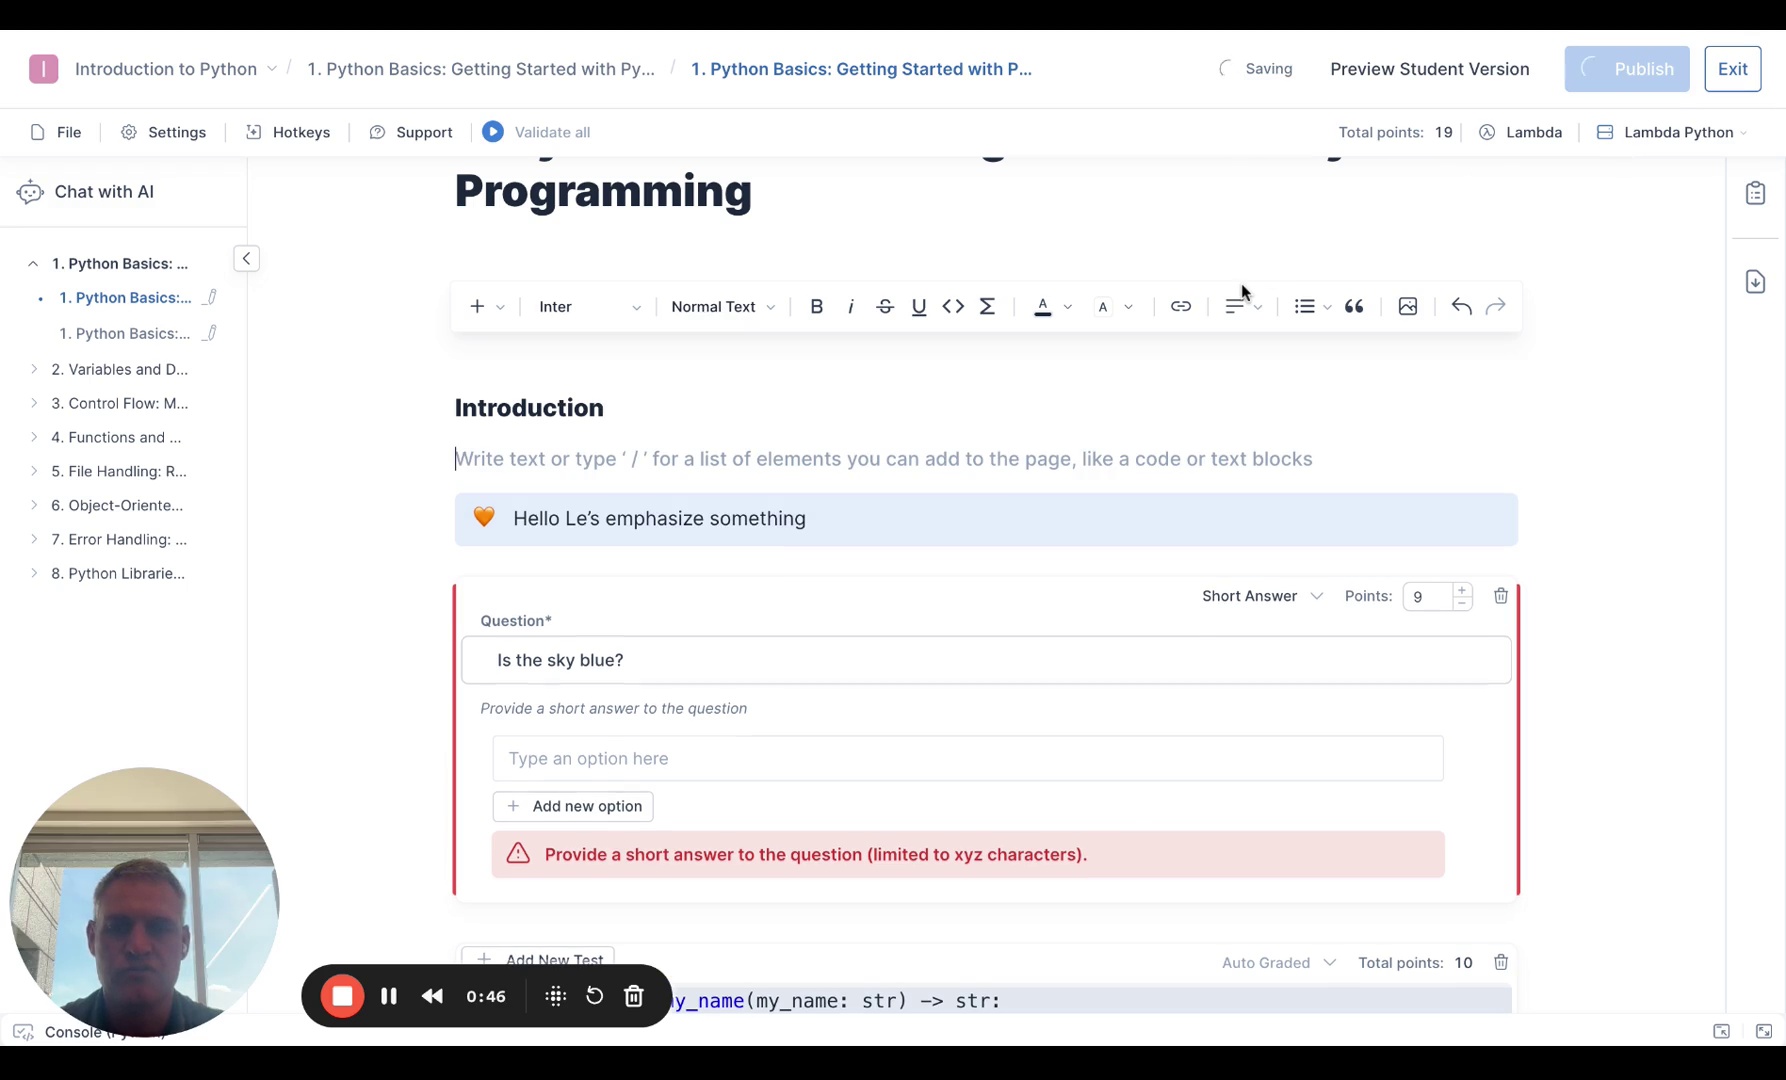 I Introduction to Python / 1. Python Basics: Getting Started with Py... / 1. Python Basics: Getting Started with P... Saving Preview Student Version Publish Exit
File Settings Hotkeys Support Validate all Total points: 19 Lambda Lambda Python
Chat with AI
Programming
1. Python Basics: ...
1. Python Basics:...
1. Python Basics:...
2. Variables and D...
3. Control Flow: M...
4. Functions and ...
5. File Handling: R...
6. Object-Oriente...
7. Error Handling: ...
8. Python Librarie...
+ Inter Normal Text B i S U <> Σ A A
Introduction
Write text or type ‘ / ’ for a list of elements you can add to the page, like a code or text blocks
🧡 Hello Le’s emphasize something
Short Answer Points: 9
Question*
Is the sky blue?
Provide a short answer to the question
Type an option here
+ Add new option
Provide a short answer to the question (limited to xyz characters).
+ Add New Test Auto Graded Total points: 10
my_name(my_name: str) -> str:
0:46
Console